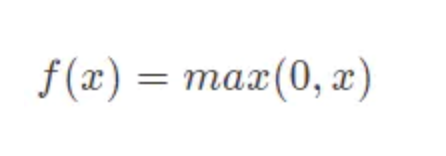 f(x) = max(0, x)